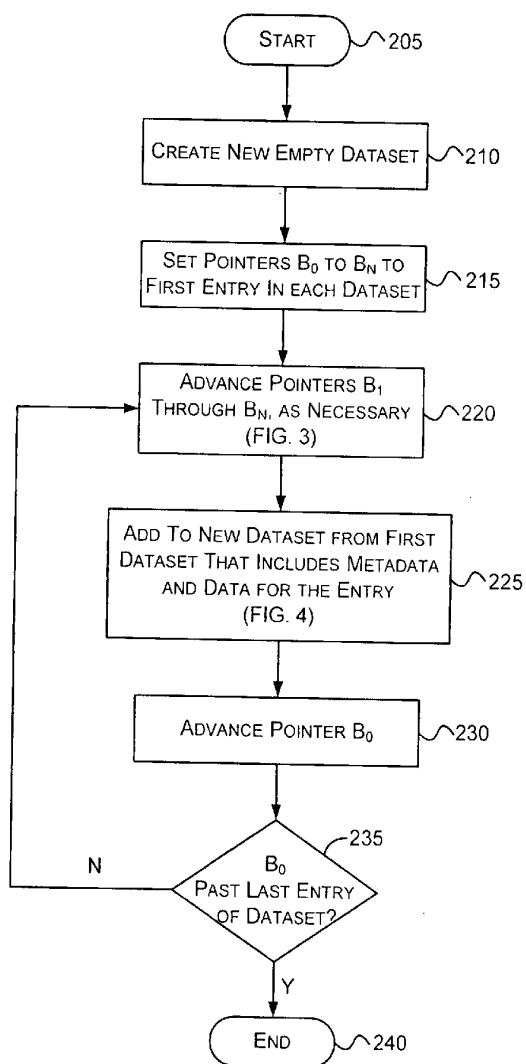 START
205
CREATE NEW EMPTY DATASET
210
SET POINTERS B0 TO BN TO
FIRST ENTRY IN EACH DATASET
215
ADVANCE POINTERS B1
THROUGH BN, AS NECESSARY
(FIG. 3)
220
ADD TO NEW DATASET FROM FIRST
DATASET THAT INCLUDES METADATA
AND DATA FOR THE ENTRY
(FIG. 4)
225
ADVANCE POINTER B0
230
235
B0
PAST LAST ENTRY
OF DATASET?
N
Y
END
240